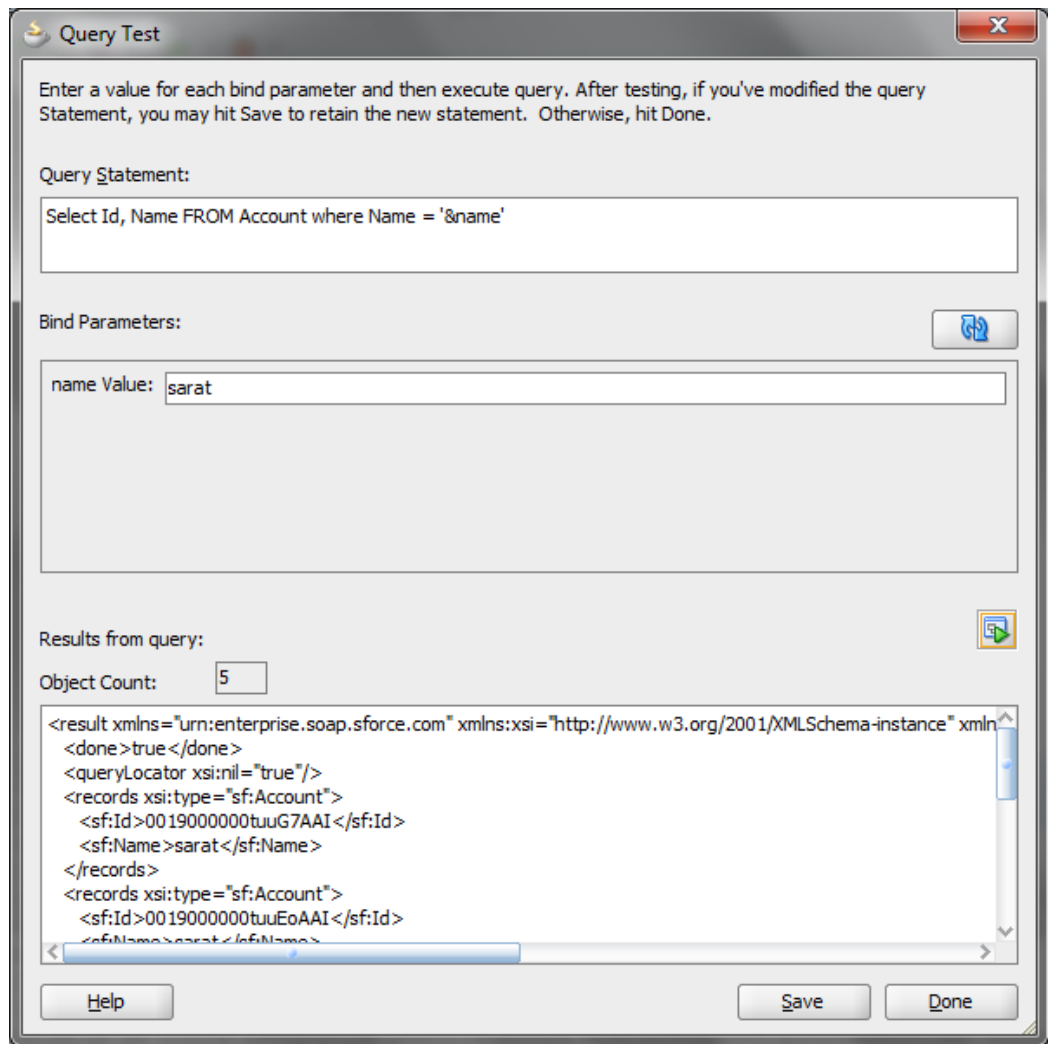 Query Test
Enter a value for each bind parameter and then execute query. After testing, if you've modified the query
Statement, you may hit Save to retain the new statement. Otherwise, hit Done.
Query Statement:
Select Id, Name FROM Account where Name = '&name'
Bind Parameters:
name Value: sarat
Results from query:
Object Count: 5
<result xmlns="urn:enterprise.soap.sforce.com" xmlns:xsi="http://www.w3.org/2001/XMLSchema-instance" xmln
<done>true</done>
<queryLocator xsi:nil="true"/>
<records xsi:type="sf:Account">
<sf:Id>0019000000tuuG7AAI</sf:Id>
<sf:Name>sarat</sf:Name>
</records>
<records xsi:type="sf:Account">
<sf:Id>0019000000tuuEoAAI</sf:Id>
<sf:Name>sarat</sf:Name>
Help Save Done